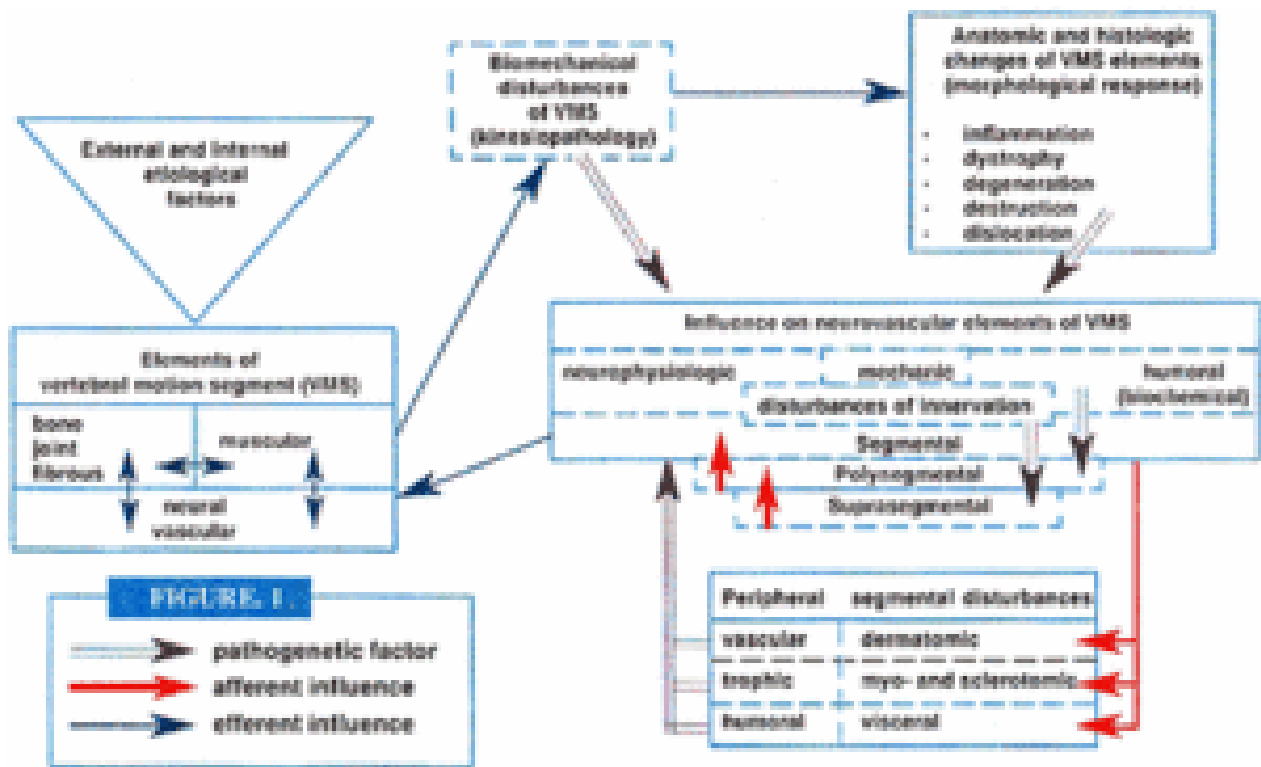 External and Internal
etiological
factors
Biomechanical
disturbances
of VMS
(kinesiopathology)
Anatomic and histologic
changes of VMS elements
(morphological response)
• inflammation
• dystrophy
• degeneration
• destruction
• dislocation
Elements of
vertebral motion segment (VMS)
bone
joint
fibrous
muscular
neural
vascular
Influence on neurovascular elements of VMS
neurophysiologic
mechanic
humoral
(biochemical)
disturbances of innervation
Segmental
Polysegmental
Suprasegmental
Peripheral segmental disturbances
vascular dermatomic
trophic myo- and sclerotomic
humoral visceral
FIGURE. 1
pathogenetic factor
afferent influence
efferent influence